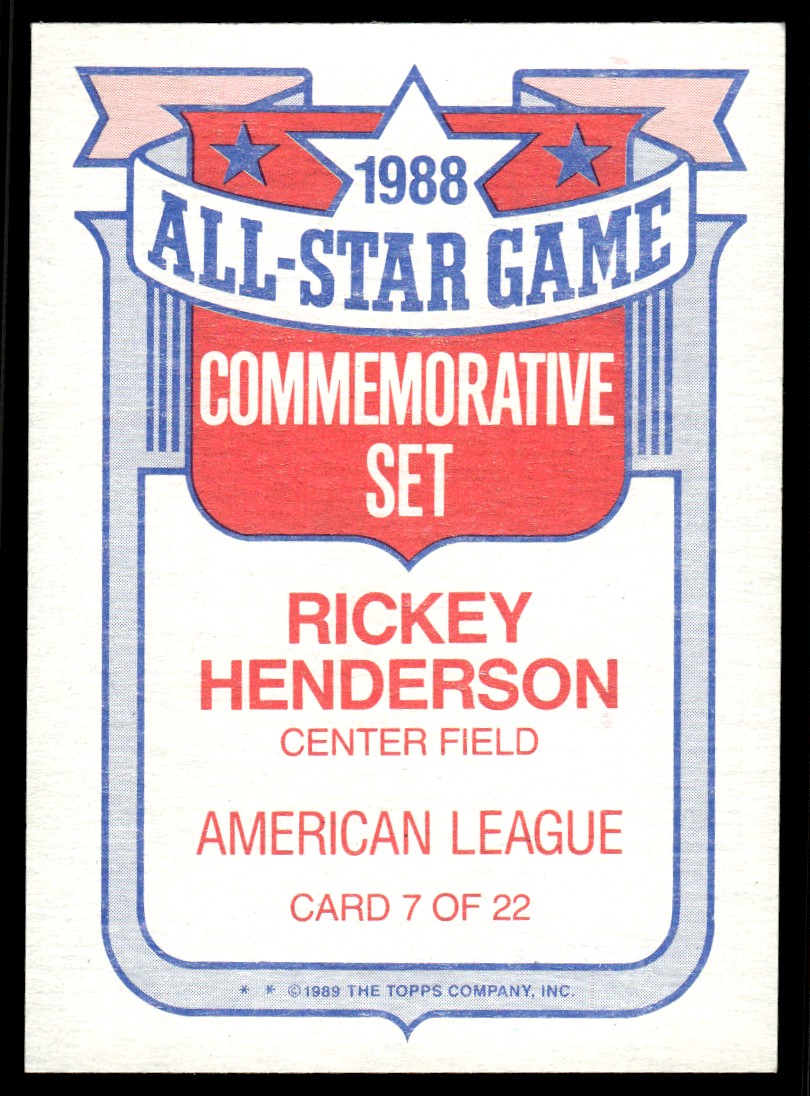 1988
ALL-STAR GAME
COMMEMORATIVE
SET
RICKEY
HENDERSON
CENTER FIELD
AMERICAN LEAGUE
CARD 7 OF 22
* * ©1989 THE TOPPS COMPANY, INC.